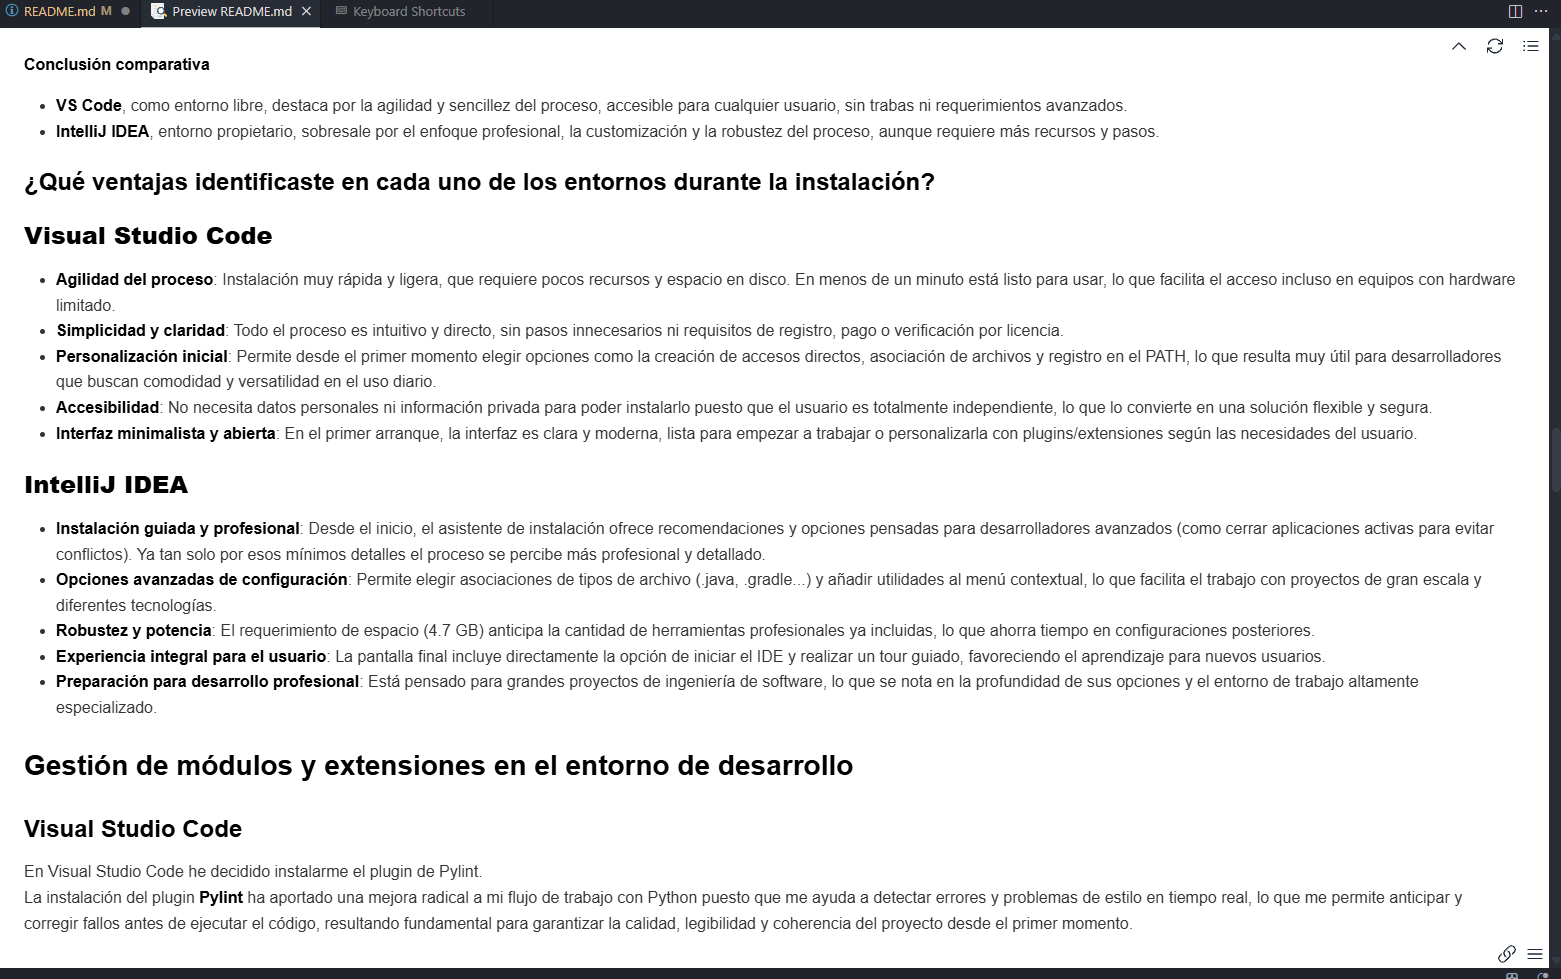 README.md M
Preview README.md
Keyboard Shortcuts
Conclusión comparativa
VS Code, como entorno libre, destaca por la agilidad y sencillez del proceso, accesible para cualquier usuario, sin trabas ni requerimientos avanzados.
IntelliJ IDEA, entorno propietario, sobresale por el enfoque profesional, la customización y la robustez del proceso, aunque requiere más recursos y pasos.
¿Qué ventajas identificaste en cada uno de los entornos durante la instalación?
Visual Studio Code
Agilidad del proceso: Instalación muy rápida y ligera, que requiere pocos recursos y espacio en disco. En menos de un minuto está listo para usar, lo que facilita el acceso incluso en equipos con hardware
limitado.
Simplicidad y claridad: Todo el proceso es intuitivo y directo, sin pasos innecesarios ni requisitos de registro, pago o verificación por licencia.
Personalización inicial: Permite desde el primer momento elegir opciones como la creación de accesos directos, asociación de archivos y registro en el PATH, lo que resulta muy útil para desarrolladores
que buscan comodidad y versatilidad en el uso diario.
Accesibilidad: No necesita datos personales ni información privada para poder instalarlo puesto que el usuario es totalmente independiente, lo que lo convierte en una solución flexible y segura.
Interfaz minimalista y abierta: En el primer arranque, la interfaz es clara y moderna, lista para empezar a trabajar o personalizarla con plugins/extensiones según las necesidades del usuario.
IntelliJ IDEA
Instalación guiada y profesional: Desde el inicio, el asistente de instalación ofrece recomendaciones y opciones pensadas para desarrolladores avanzados (como cerrar aplicaciones activas para evitar
conflictos). Ya tan solo por esos mínimos detalles el proceso se percibe más profesional y detallado.
Opciones avanzadas de configuración: Permite elegir asociaciones de tipos de archivo (.java, .gradle...) y añadir utilidades al menú contextual, lo que facilita el trabajo con proyectos de gran escala y
diferentes tecnologías.
Robustez y potencia: El requerimiento de espacio (4.7 GB) anticipa la cantidad de herramientas profesionales ya incluidas, lo que ahorra tiempo en configuraciones posteriores.
Experiencia integral para el usuario: La pantalla final incluye directamente la opción de iniciar el IDE y realizar un tour guiado, favoreciendo el aprendizaje para nuevos usuarios.
Preparación para desarrollo profesional: Está pensado para grandes proyectos de ingeniería de software, lo que se nota en la profundidad de sus opciones y el entorno de trabajo altamente
especializado.
Gestión de módulos y extensiones en el entorno de desarrollo
Visual Studio Code
En Visual Studio Code he decidido instalarme el plugin de Pylint.
La instalación del plugin Pylint ha aportado una mejora radical a mi flujo de trabajo con Python puesto que me ayuda a detectar errores y problemas de estilo en tiempo real, lo que me permite anticipar y
corregir fallos antes de ejecutar el código, resultando fundamental para garantizar la calidad, legibilidad y coherencia del proyecto desde el primer momento.